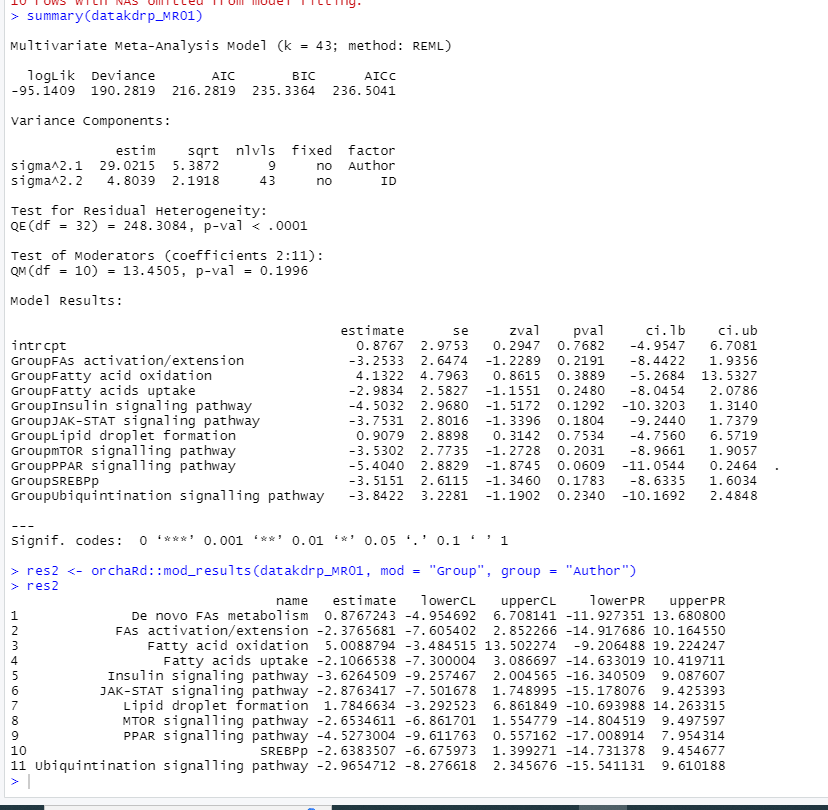 10 rows with NAs omitted from model fitting.
> summary(datakdrp_MR01)
Multivariate Meta-Analysis Model (k = 43; method: REML)
logLik Deviance AIC BIC AICc
-95.1409 190.2819 216.2819 235.3364 236.5041
Variance Components:
estim sqrt nlvls fixed factor
sigma^2.1 29.0215 5.3872 9 no Author
sigma^2.2 4.8039 2.1918 43 no ID
Test for Residual Heterogeneity:
QE(df = 32) = 248.3084, p-val < .0001
Test of Moderators (coefficients 2:11):
QM(df = 10) = 13.4505, p-val = 0.1996
Model Results:
estimate se zval pval ci.lb ci.ub
intrcpt 0.8767 2.9753 0.2947 0.7682 -4.9547 6.7081
GroupFAs activation/extension -3.2533 2.6474 -1.2289 0.2191 -8.4422 1.9356
GroupFatty acid oxidation 4.1322 4.7963 0.8615 0.3889 -5.2684 13.5327
GroupFatty acids uptake -2.9834 2.5827 -1.1551 0.2480 -8.0454 2.0786
GroupInsulin signaling pathway -4.5032 2.9680 -1.5172 0.1292 -10.3203 1.3140
GroupJAK-STAT signaling pathway -3.7531 2.8016 -1.3396 0.1804 -9.2440 1.7379
GroupLipid droplet formation 0.9079 2.8898 0.3142 0.7534 -4.7560 6.5719
GroupmTOR signalling pathway -3.5302 2.7735 -1.2728 0.2031 -8.9661 1.9057
GroupPPAR signalling pathway -5.4040 2.8829 -1.8745 0.0609 -11.0544 0.2464 .
GroupSREBPp -3.5151 2.6115 -1.3460 0.1783 -8.6335 1.6034
GroupUbiquintination signalling pathway -3.8422 3.2281 -1.1902 0.2340 -10.1692 2.4848
---
Signif. codes: 0 ‘***’ 0.001 ‘**’ 0.01 ‘*’ 0.05 ‘.’ 0.1 ‘ ’ 1
> res2 <- orchaRd::mod_results(datakdrp_MR01, mod = "Group", group = "Author")
> res2
name estimate lowerCL upperCL lowerPR upperPR
1 De novo FAs metabolism 0.8767243 -4.954692 6.708141 -11.927351 13.680800
2 FAs activation/extension -2.3765681 -7.605402 2.852266 -14.917686 10.164550
3 Fatty acid oxidation 5.0088794 -3.484515 13.502274 -9.206488 19.224247
4 Fatty acids uptake -2.1066538 -7.300004 3.086697 -14.633019 10.419711
5 Insulin signaling pathway -3.6264509 -9.257467 2.004565 -16.340509 9.087607
6 JAK-STAT signaling pathway -2.8763417 -7.501678 1.748995 -15.178076 9.425393
7 Lipid droplet formation 1.7846634 -3.292523 6.861849 -10.693988 14.263315
8 MTOR signalling pathway -2.6534611 -6.861701 1.554779 -14.804519 9.497597
9 PPAR signalling pathway -4.5273004 -9.611763 0.557162 -17.008914 7.954314
10 SREBPp -2.6383507 -6.675973 1.399271 -14.731378 9.454677
11 Ubiquintination signalling pathway -2.9654712 -8.276618 2.345676 -15.541131 9.610188
>